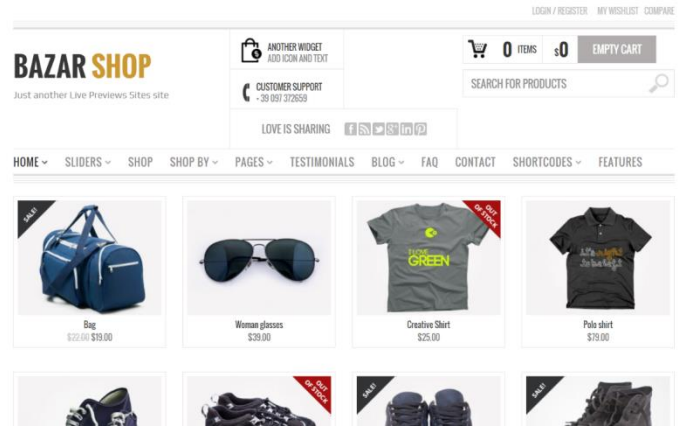 LOGIN / REGISTER MY WISHLIST COMPARE
BAZAR SHOP
Just another Live Previews Sites site
ANOTHER WIDGET
ADD ICON AND TEXT
CUSTOMER SUPPORT
- 39 097 372659
LOVE IS SHARING
0 ITEMS $0 EMPTY CART
SEARCH FOR PRODUCTS
HOME SLIDERS SHOP SHOP BY PAGES TESTIMONIALS BLOG FAQ CONTACT SHORTCODES FEATURES
SALE!
Bag
$22.00 $19.00
Woman glasses
$39.00
OUT
OF STOCK
I LOVE
GREEN
Creative Shirt
$25.00
Polo shirt
$79.00
OUT
OF STOCK
SALE!
SALE!